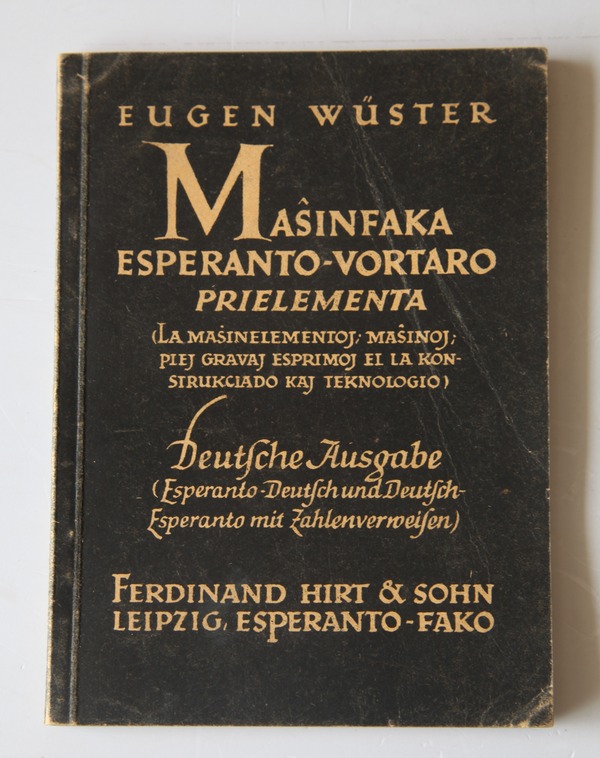 EUGEN WŰSTER
MAŜINFAKA
ESPERANTO-VORTARO
PRIELEMENTA
(LA MAŜINELEMENTOJ; MAŜINOJ;
PLEJ GRAVAJ ESPRIMOJ EL LA KON-
STRUKCIADO KAJ TEKNOLOGIO)
Deutſche Ausgabe
(Esperanto-Deutſch und Deutſch-
Esperanto mit Zahlenverweiſen)
FERDINAND HIRT & SOHN
LEIPZIG, ESPERANTO-FAKO